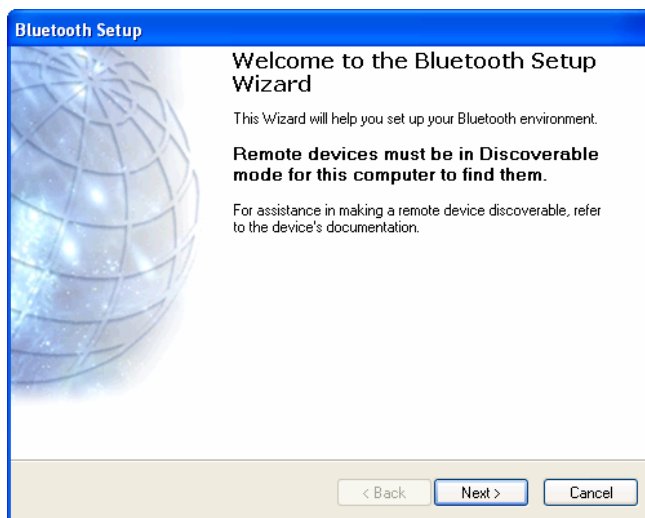 Bluetooth Setup
Welcome to the Bluetooth Setup
Wizard
This Wizard will help you set up your Bluetooth environment.
Remote devices must be in Discoverable
mode for this computer to find them.
For assistance in making a remote device discoverable, refer
to the device's documentation.
< Back Next > Cancel